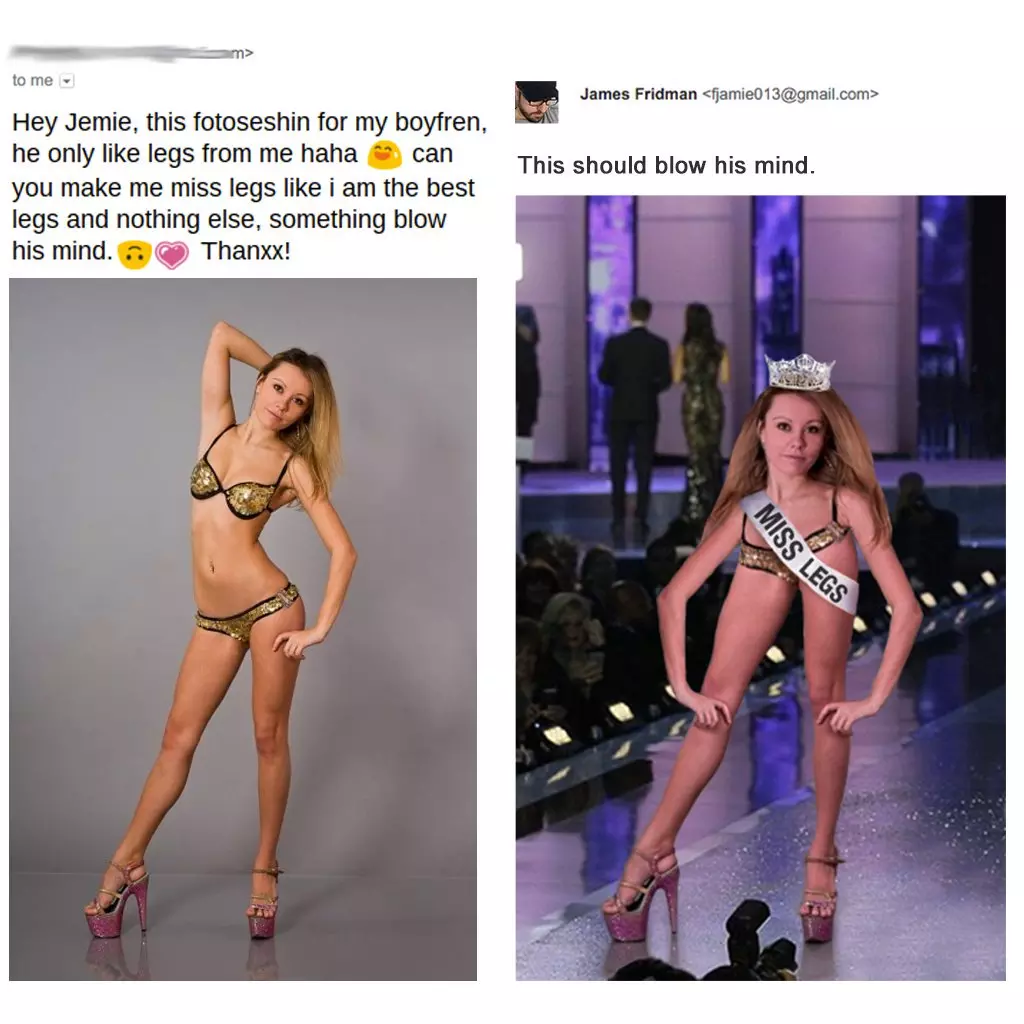 m>
to me
Hey Jemie, this fotoseshin for my boyfren,
he only like legs from me haha 😄 can
you make me miss legs like i am the best
legs and nothing else, something blow
his mind. 🙃💗 Thanxx!
James Fridman <fjamie013@gmail.com>
This should blow his mind.
MISS LEGS